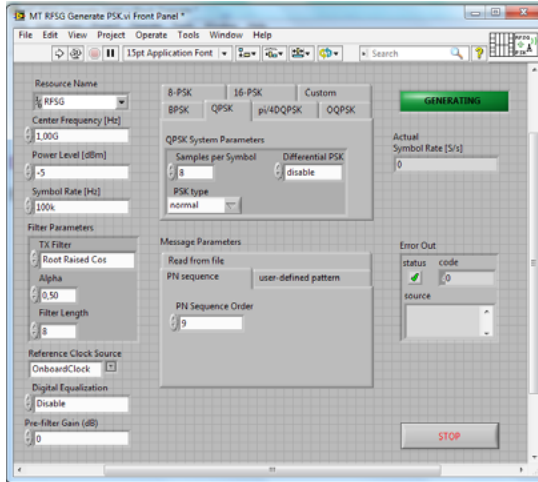 MT RFSG Generate PSK.vi Front Panel *
File Edit View Project Operate Tools Window Help
15pt Application Font
Search
Resource Name
RFSG
Center Frequency [Hz]
1,00G
Power Level [dBm]
-5
Symbol Rate [Hz]
100k
Filter Parameters
TX Filter
Root Raised Cos
Alpha
0,50
Filter Length
8
Reference Clock Source
OnboardClock
Digital Equalization
Disable
Pre-filter Gain (dB)
0
8-PSK 16-PSK Custom
BPSK QPSK pi/4DQPSK OQPSK
QPSK System Parameters
Samples per Symbol
8
Differential PSK
disable
PSK type
normal
Message Parameters
Read from file
PN sequence user-defined pattern
PN Sequence Order
9
GENERATING
Actual
Symbol Rate [S/s]
0
Error Out
status code
0
source
STOP